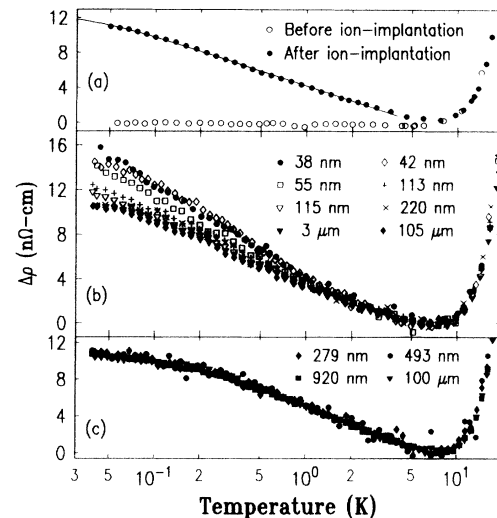 12
8
4
0
(a)
○ Before ion-implantation
● After ion-implantation
16
12
8
4
0
(b)
● 38 nm ◇ 42 nm
□ 55 nm + 113 nm
▽ 115 nm × 220 nm
▼ 3 μm ♦ 105 μm
12
8
4
0
(c)
♦ 279 nm ● 493 nm
■ 920 nm ▼ 100 μm
Δρ (nΩ-cm)
3 5 10⁻¹ 2 5 10⁰ 2 5 10¹
Temperature (K)